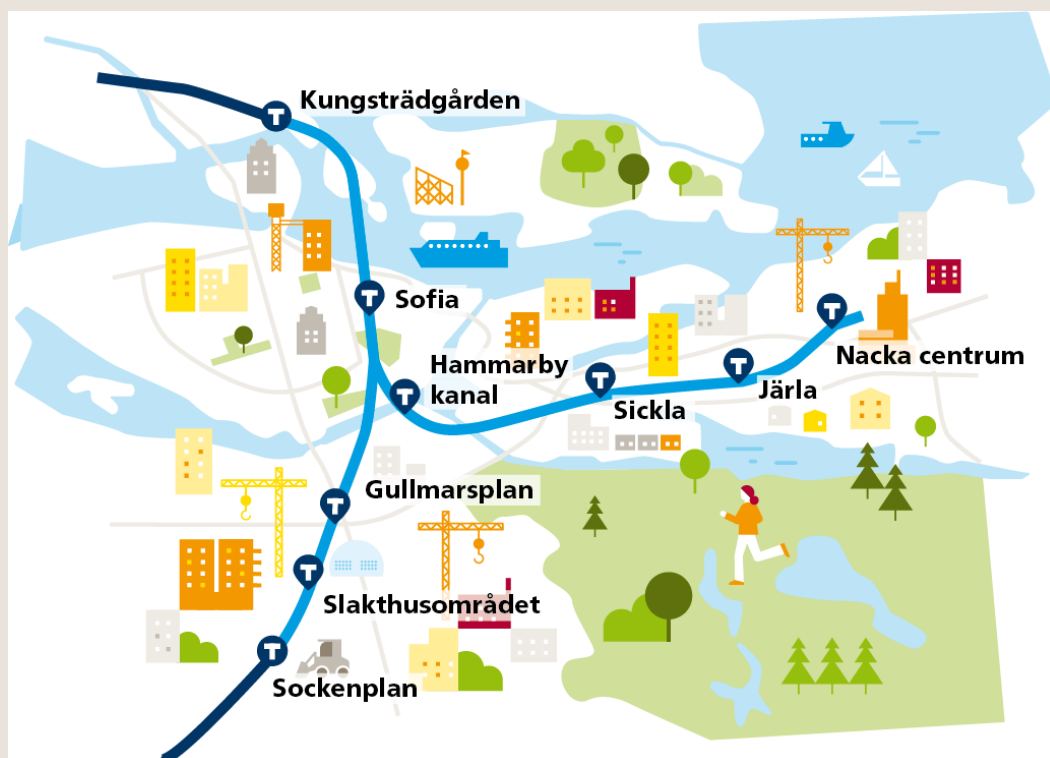 Kungsträdgården
Sofia
Hammarby
kanal
Sickla
Järla
Nacka centrum
Gullmarsplan
Slakthusområdet
Sockenplan
T
T
T
T
T
T
T
T
T